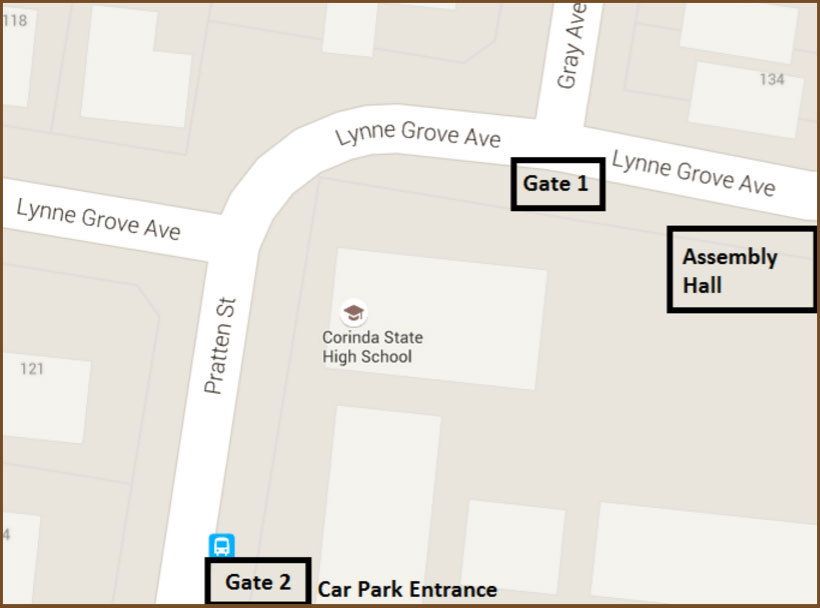 118
Gray Ave
134
Lynne Grove Ave
Lynne Grove Ave
Gate 1
Lynne Grove Ave
Assembly
Hall
Pratten St
Corinda State
High School
121
4
Gate 2
Car Park Entrance